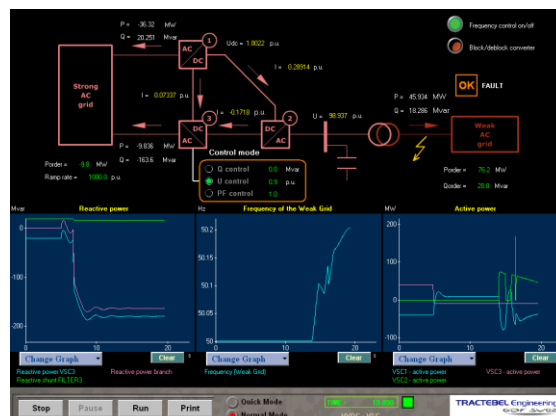 P = -36.32 MW
Q = 20.251 Mvar
Frequency control on/off
Block/deblock converter
AC
DC
1
Udc = 1.0022 p.u.
I = 0.28914 p.u.
Strong
AC
grid
I = 0.07337 p.u.
OK FAULT
P = 45.934 MW
Q = 18.286 Mvar
-0.1718 p.u.
U = 98.937 p.u.
3
DC
AC
DC
AC
2
Weak
AC
grid
P = -9.836 MW
Q = -163.6 Mvar
Porder = -9.8 MW
Ramp rate = 1000.0 p.u.
Control mode
Q control 0.0 Mvar
U control 0.9 p.u.
PF control 1.0
Porder = 76.2 MW
Qorder = 20.0 Mvar
Mvar Reactive power
0
-100
-200
0 10 20
Hz Frequency of the Weak Grid
50.2
50.15
50.1
50.05
50
0 10 20
MW Active power
200
100
0
0 10 20
Change Graph Clear s
Change Graph Clear s
Change Graph Clear s
Reactive power VSC3 Reactive power branch
Reactive shunt FILTER3
Frequency (Weak Grid)
VSC1 - active power VSC3 - active power
VSC2 - active power
Stop Pause Run Print
Quick Mode
Normal Mode
TRACTEBEL Engineering